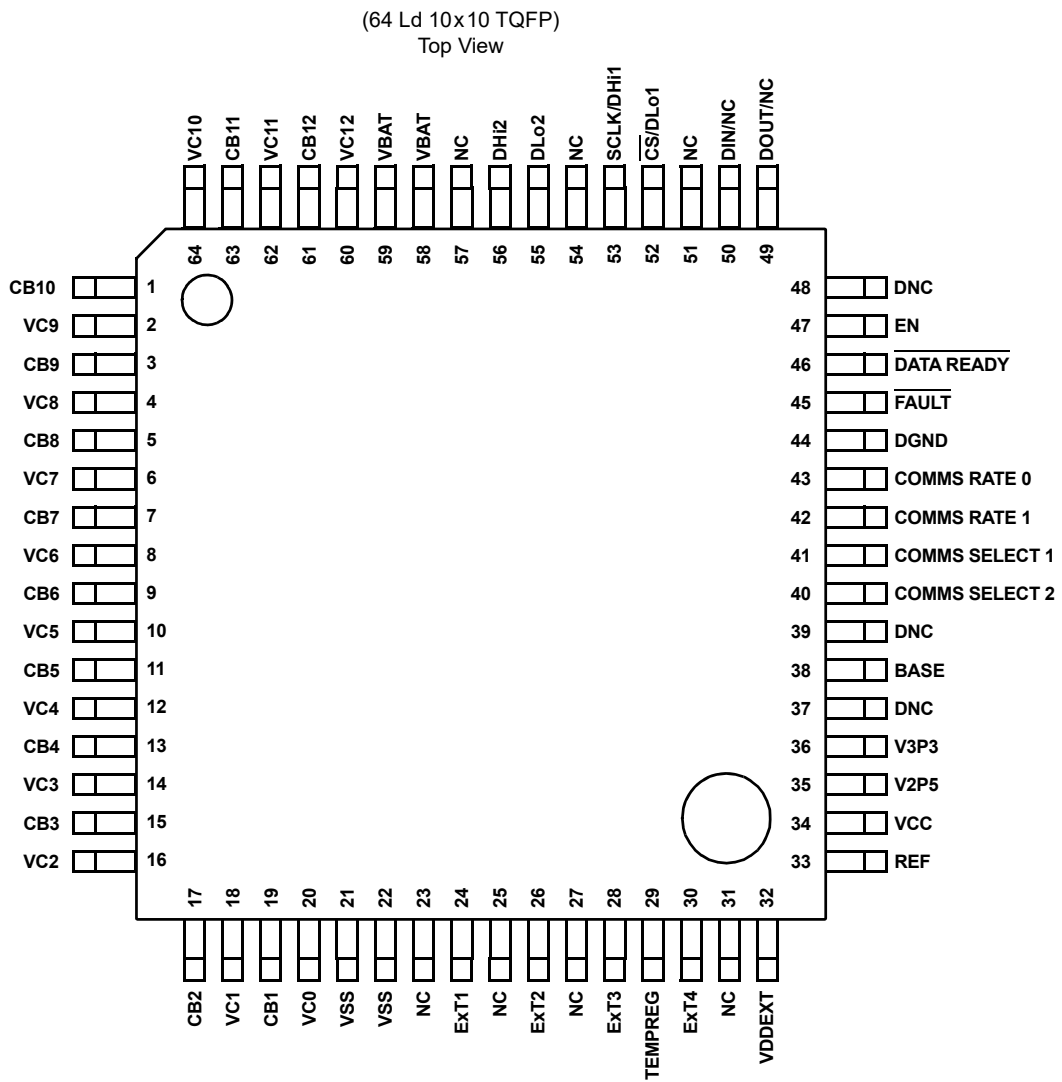 (64 Ld 10x10 TQFP)
Top View
VC10
CB11
VC11
CB12
VC12
VBAT
VBAT
NC
DHi2
DLo2
NC
SCLK/DHi1
CS/DLo1
NC
DIN/NC
DOUT/NC
64
63
62
61
60
59
58
57
56
55
54
53
52
51
50
49
CB10 1
VC9 2
CB9 3
VC8 4
CB8 5
VC7 6
CB7 7
VC6 8
CB6 9
VC5 10
CB5 11
VC4 12
CB4 13
VC3 14
CB3 15
VC2 16
48 DNC
47 EN
46 DATA READY
45 FAULT
44 DGND
43 COMMS RATE 0
42 COMMS RATE 1
41 COMMS SELECT 1
40 COMMS SELECT 2
39 DNC
38 BASE
37 DNC
36 V3P3
35 V2P5
34 VCC
33 REF
17
18
19
20
21
22
23
24
25
26
27
28
29
30
31
32
CB2
VC1
CB1
VC0
VSS
VSS
NC
ExT1
NC
ExT2
NC
ExT3
TEMPREG
ExT4
NC
VDDEXT